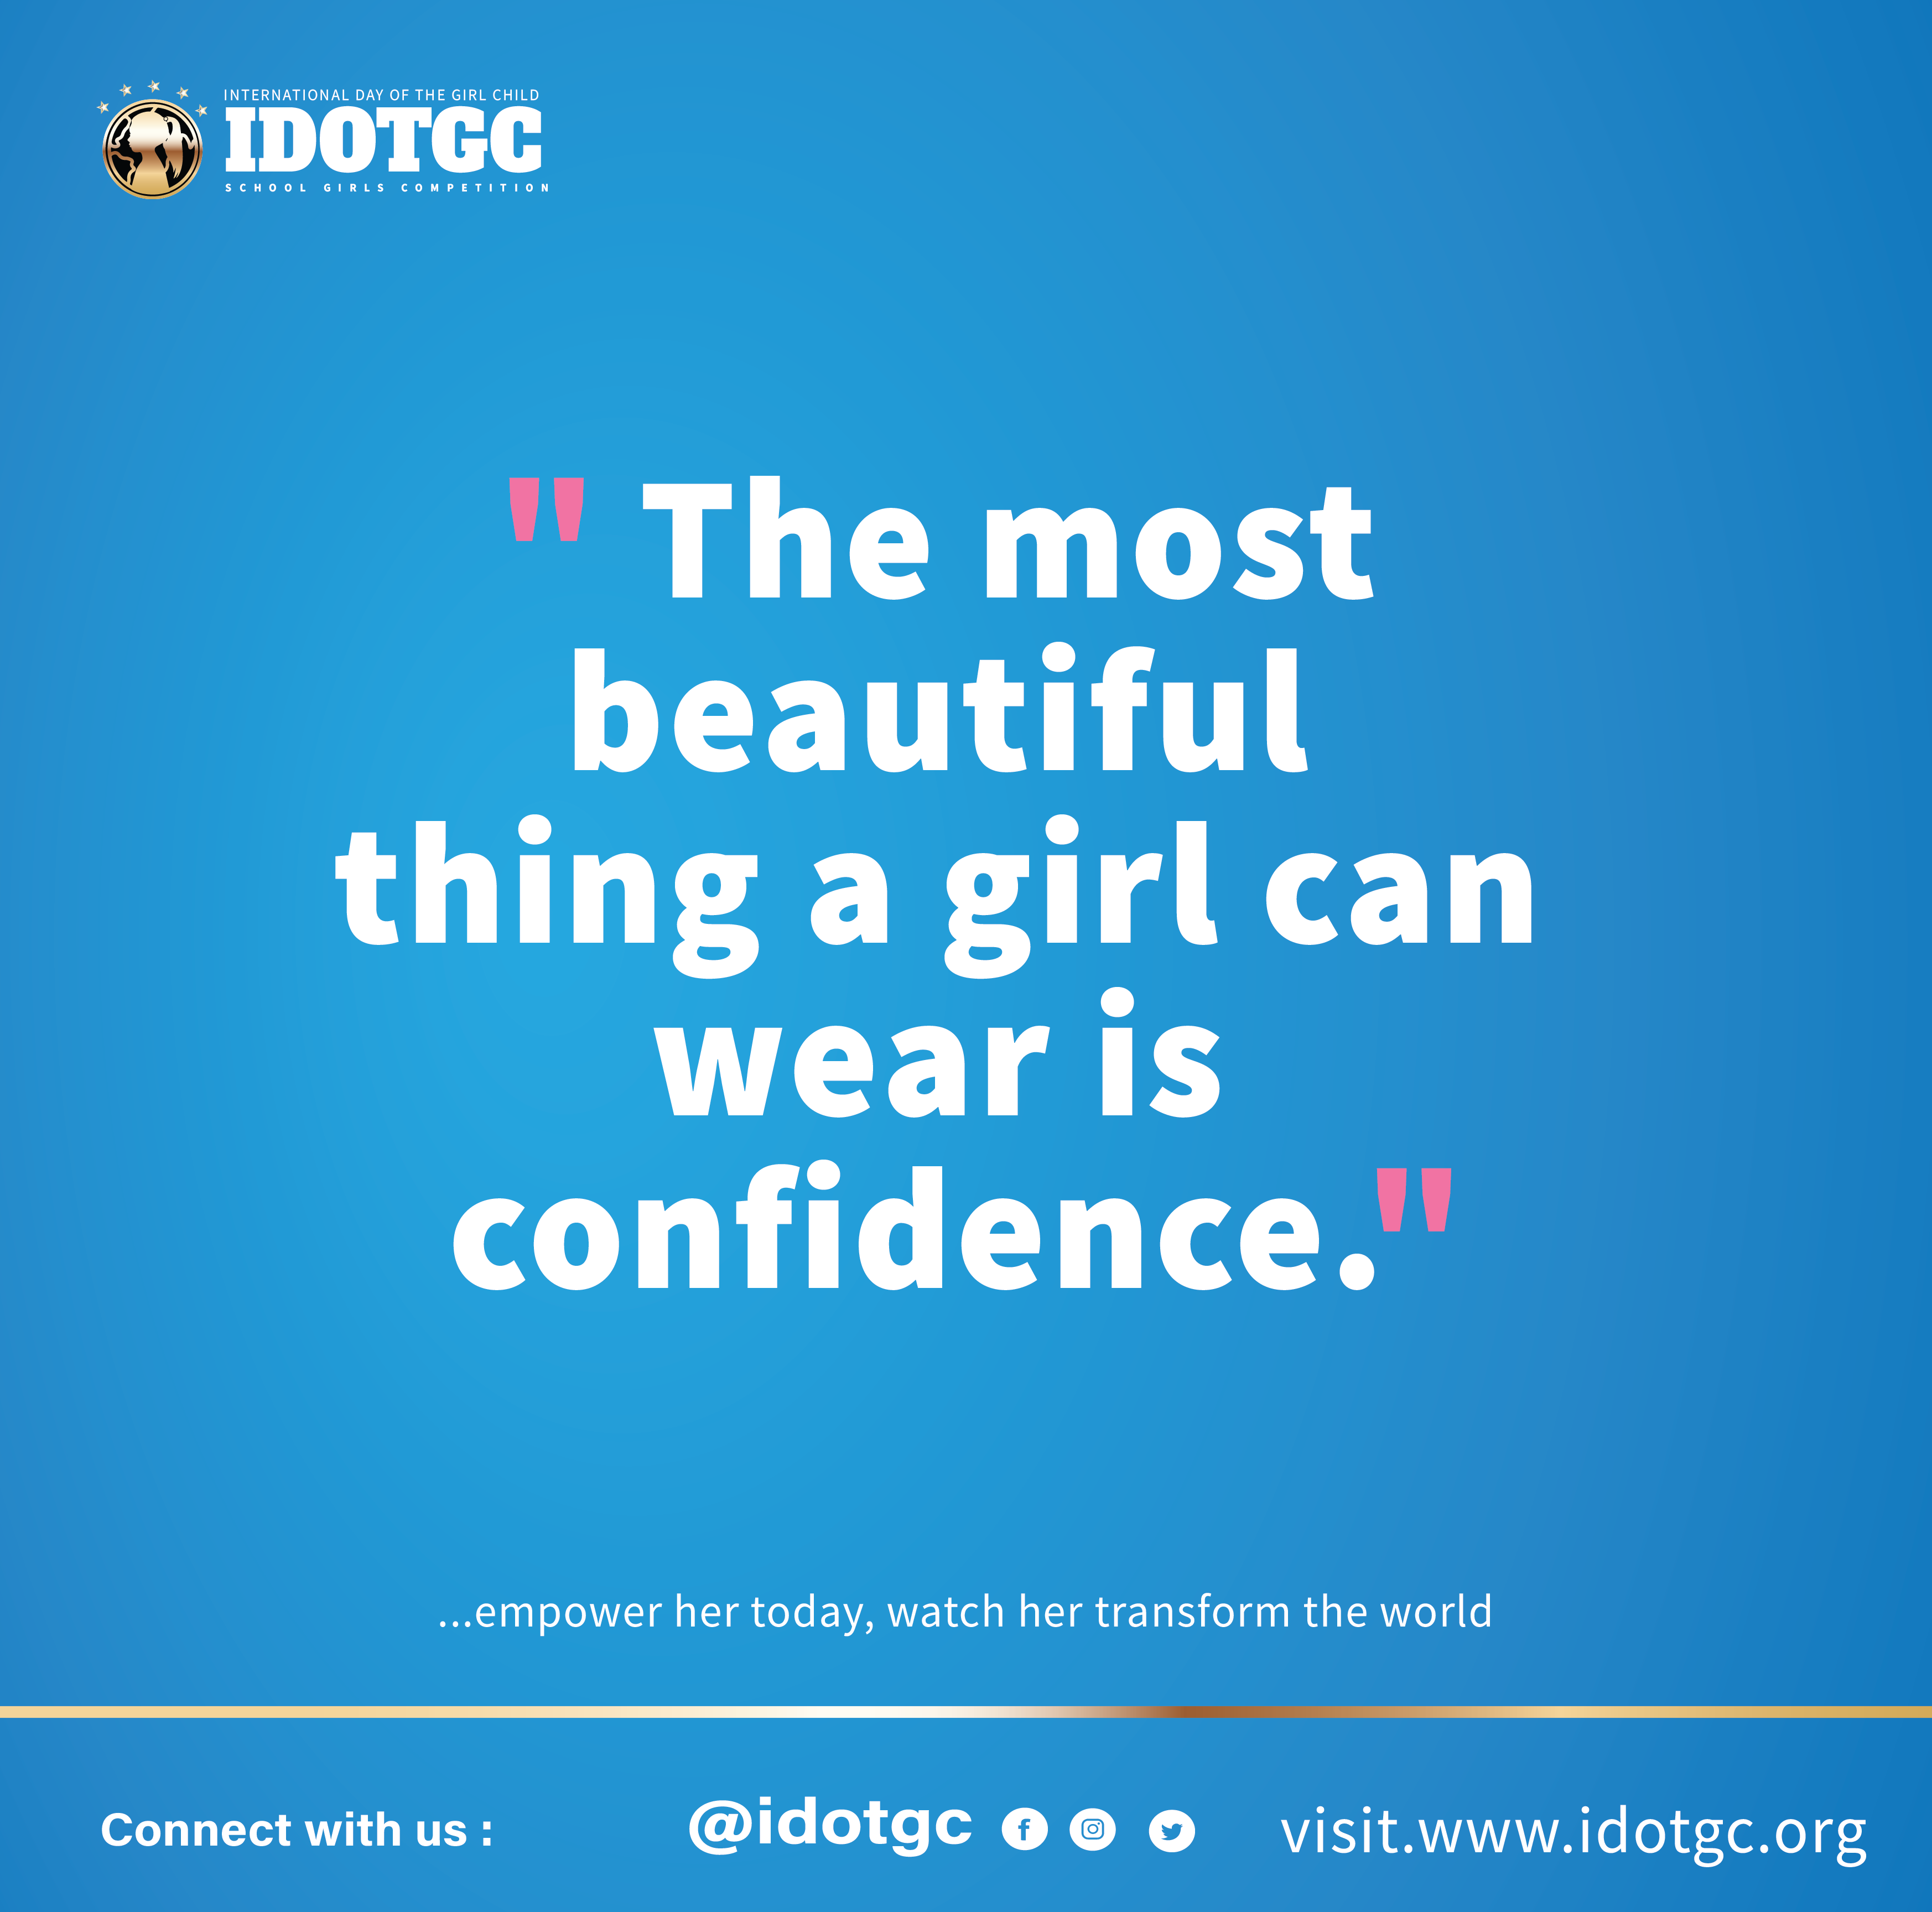 INTERNATIONAL DAY OF THE GIRL CHILD
IDOTGC
SCHOOL GIRLS COMPETITION
" The most
beautiful
thing a girl can
wear is
confidence."
...empower her today, watch her transform the world
Connect with us : @idotgc visit.www.idotgc.org